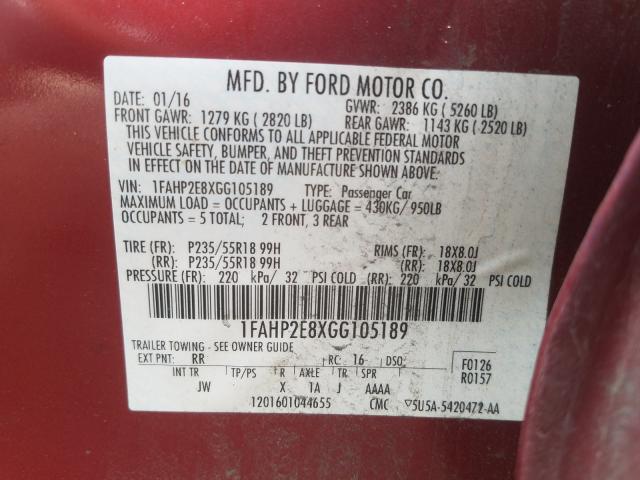 MFD. BY FORD MOTOR CO.
DATE: 01/16 GVWR: 2386 KG ( 5260 LB)
FRONT GAWR: 1279 KG ( 2820 LB) REAR GAWR: 1143 KG ( 2520 LB)
THIS VEHICLE CONFORMS TO ALL APPLICABLE FEDERAL MOTOR
VEHICLE SAFETY, BUMPER, AND THEFT PREVENTION STANDARDS
IN EFFECT ON THE DATE OF MANUFACTURE SHOWN ABOVE.
VIN: 1FAHP2E8XGG105189 TYPE: Passenger Car
MAXIMUM LOAD = OCCUPANTS + LUGGAGE = 430KG/ 950LB
OCCUPANTS = 5 TOTAL; 2 FRONT, 3 REAR
TIRE (FR): P235/55R18 99H RIMS (FR): 18X8.0J
(RR): P235/55R18 99H (RR): 18X8.0J
PRESSURE (FR): 220 kPa/ 32 PSI COLD (RR): 220 kPa/ 32 PSI COLD
1FAHP2E8XGG105189
TRAILER TOWING - SEE OWNER GUIDE
EXT PNT: RR RC: 16 DSO: F0126
INT TR TP/PS R AXLE TR SPR R0157
JW X 1A J AAAA
1201601044655 CMC ▽5U5A-5420472-AA